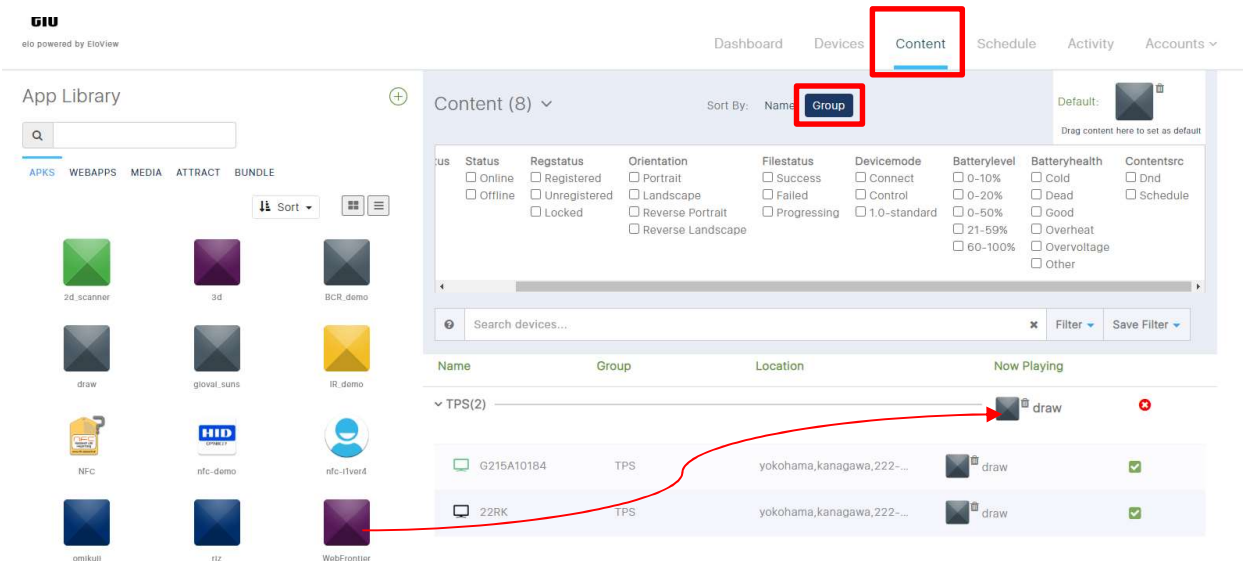 elo powered by EloView
Dashboard Devices Content Schedule Activity Accounts
App Library
APKS WEBAPPS MEDIA ATTRACT BUNDLE
Sort
2d_scanner 3d BCR_demo
draw gloval_suns IR_demo
NFC nfc-demo nfc-i1ver4
omikuji riz WebFrontier
Content (8) Sort By: Name Group
Default:
Drag content here to set as default
tus Status Regstatus Orientation Filestatus Devicemode Batterylevel Batteryhealth Contentsrc
Online Registered Portrait Success Connect 0-10% Cold Dnd
Offline Unregistered Landscape Failed Control 0-20% Dead Schedule
Locked Reverse Portrait Progressing 1.0-standard 0-50% Good
Reverse Landscape 21-59% Overheat
60-100% Overvoltage
Other
Search devices... Filter Save Filter
Name Group Location Now Playing
TPS(2) draw
G215A10184 TPS yokohama,kanagawa,222-... draw
22RK TPS yokohama,kanagawa,222-... draw